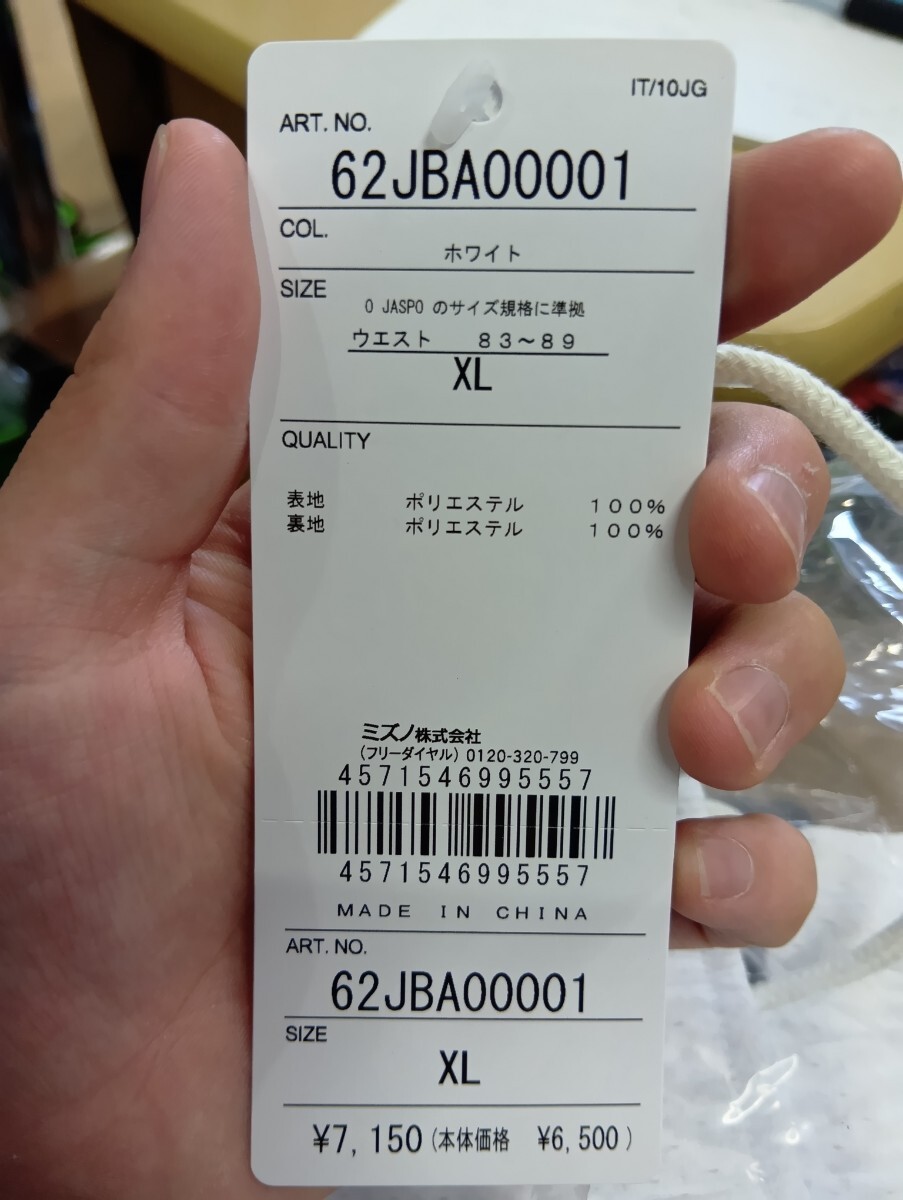 IT/10JG
ART. NO.
62JBA00001
COL.
ホワイト
SIZE
O JASPO のサイズ規格に準拠
ウエスト ８３〜８９
XL
QUALITY
表地 ポリエステル １００％
裏地 ポリエステル １００％
ミズノ株式会社
(フリーダイヤル) 0120-320-799
4571546995557
4571546995557
MADE IN CHINA
ART. NO.
62JBA00001
SIZE
XL
¥7,150 (本体価格 ¥6,500)